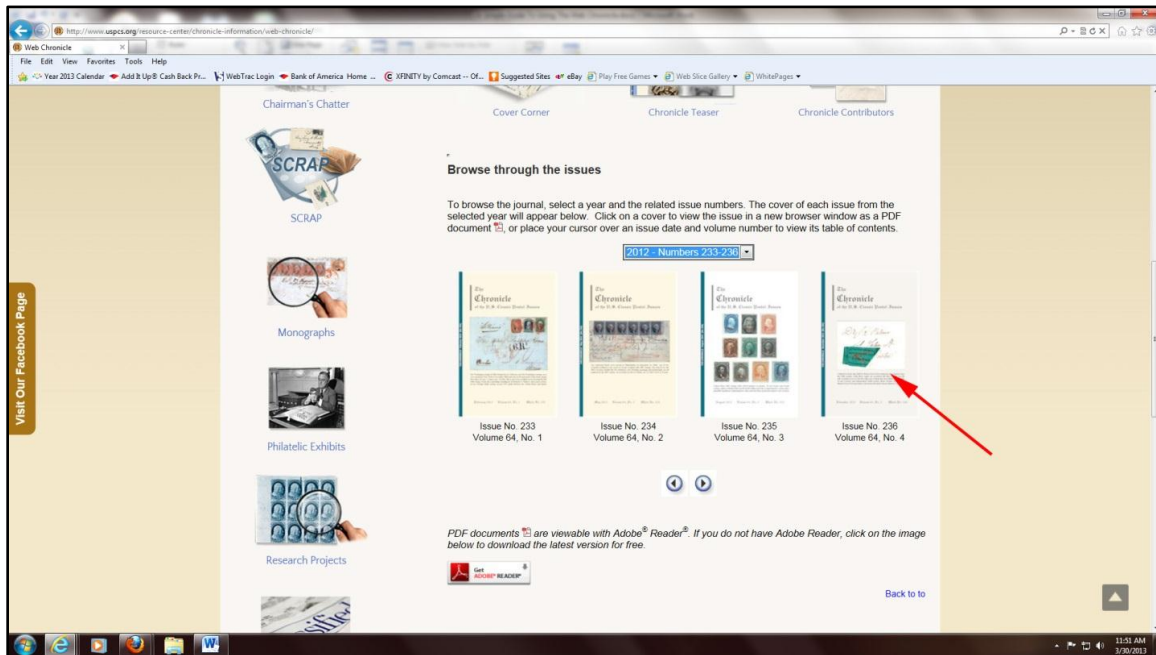 http://www.uspcs.org/resource-center/chronicle-information/web-chronicle/
Web Chronicle
File Edit View Favorites Tools Help
Year 2013 Calendar Add It Up® Cash Back Pr... WebTrac Login Bank of America Home ... XFINITY by Comcast -- Of... Suggested Sites eBay Play Free Games Web Slice Gallery WhitePages
Chairman's Chatter
Cover Corner
Chronicle Teaser
Chronicle Contributors
SCRAP
SCRAP
Browse through the issues
To browse the journal, select a year and the related issue numbers. The cover of each issue from the
selected year will appear below. Click on a cover to view the issue in a new browser window as a PDF
document, or place your cursor over an issue date and volume number to view its table of contents.
2012 - Numbers 233-236
The The The The
Chronicle Chronicle Chronicle Chronicle
Issue No. 233 Issue No. 234 Issue No. 235 Issue No. 236
Volume 64, No. 1 Volume 64, No. 2 Volume 64, No. 3 Volume 64, No. 4
Monographs
Visit Our Facebook Page
Philatelic Exhibits
PDF documents are viewable with Adobe® Reader®. If you do not have Adobe Reader, click on the image
below to download the latest version for free.
Research Projects
Get
ADOBE® READER®
Back to to
11:51 AM
3/30/2013